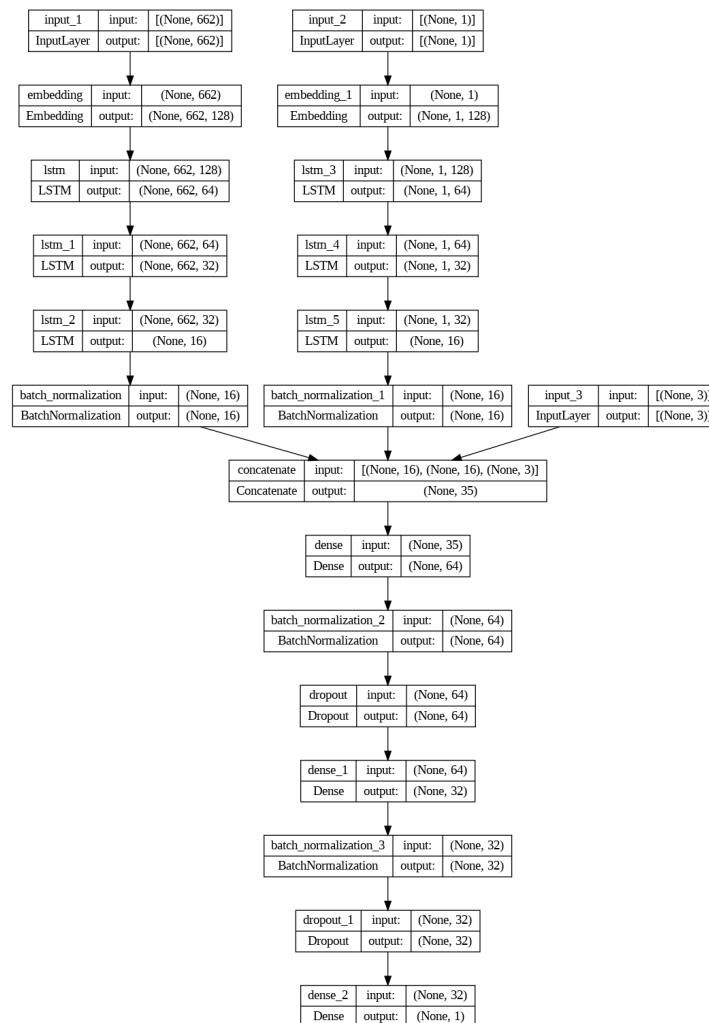 input_1 input: [(None, 662)]
InputLayer output: [(None, 662)]
input_2 input: [(None, 1)]
InputLayer output: [(None, 1)]
embedding input: (None, 662)
Embedding output: (None, 662, 128)
embedding_1 input: (None, 1)
Embedding output: (None, 1, 128)
lstm input: (None, 662, 128)
LSTM output: (None, 662, 64)
lstm_3 input: (None, 1, 128)
LSTM output: (None, 1, 64)
lstm_1 input: (None, 662, 64)
LSTM output: (None, 662, 32)
lstm_4 input: (None, 1, 64)
LSTM output: (None, 1, 32)
lstm_2 input: (None, 662, 32)
LSTM output: (None, 16)
lstm_5 input: (None, 1, 32)
LSTM output: (None, 16)
batch_normalization input: (None, 16)
BatchNormalization output: (None, 16)
batch_normalization_1 input: (None, 16)
BatchNormalization output: (None, 16)
input_3 input: [(None, 3)]
InputLayer output: [(None, 3)]
concatenate input: [(None, 16), (None, 16), (None, 3)]
Concatenate output: (None, 35)
dense input: (None, 35)
Dense output: (None, 64)
batch_normalization_2 input: (None, 64)
BatchNormalization output: (None, 64)
dropout input: (None, 64)
Dropout output: (None, 64)
dense_1 input: (None, 64)
Dense output: (None, 32)
batch_normalization_3 input: (None, 32)
BatchNormalization output: (None, 32)
dropout_1 input: (None, 32)
Dropout output: (None, 32)
dense_2 input: (None, 32)
Dense output: (None, 1)